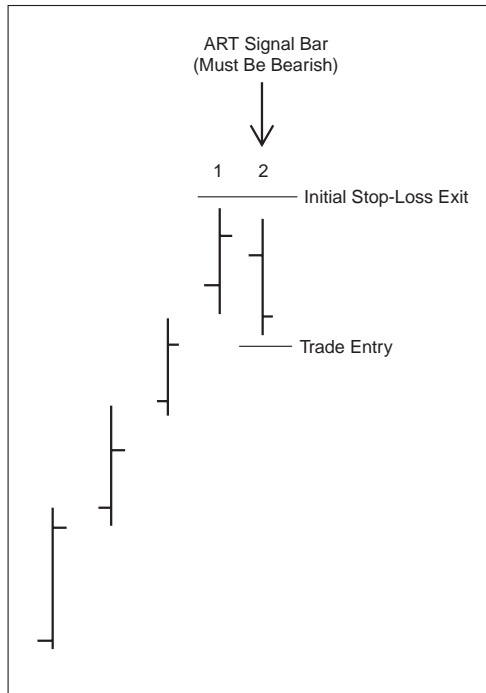 ART Signal Bar
(Must Be Bearish)
1 2
Initial Stop-Loss Exit
Trade Entry